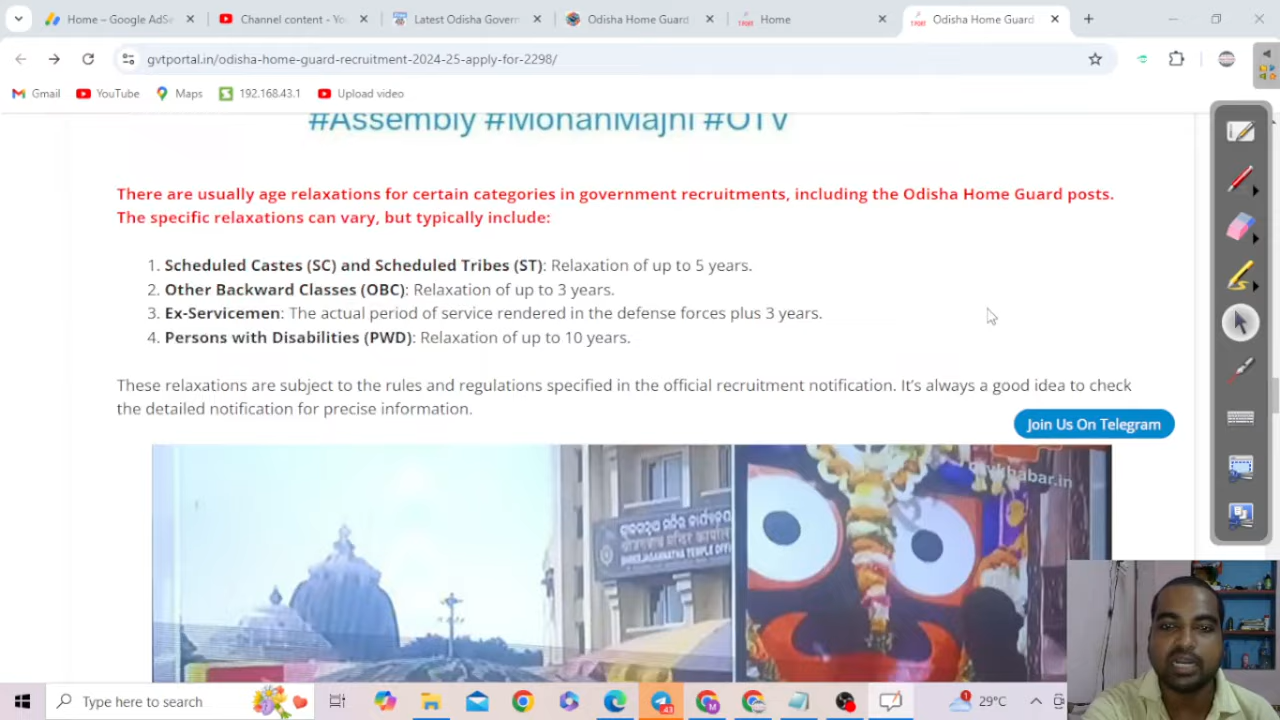 Home – Google AdSe
Channel content - Yo
Latest Odisha Govern
Odisha Home Guard
Home
Odisha Home Guard
gvtportal.in/odisha-home-guard-recruitment-2024-25-apply-for-2298/
Gmail
YouTube
Maps
192.168.43.1
Upload video
#Assembly #MohanMajhi #OTV
There are usually age relaxations for certain categories in government recruitments, including the Odisha Home Guard posts.
The specific relaxations can vary, but typically include:
1. Scheduled Castes (SC) and Scheduled Tribes (ST): Relaxation of up to 5 years.
2. Other Backward Classes (OBC): Relaxation of up to 3 years.
3. Ex-Servicemen: The actual period of service rendered in the defense forces plus 3 years.
4. Persons with Disabilities (PWD): Relaxation of up to 10 years.
These relaxations are subject to the rules and regulations specified in the official recruitment notification. It’s always a good idea to check
the detailed notification for precise information.
Join Us On Telegram
khabar.in
SHREEJAGANNATHA TEMPLE OFFI
Type here to search
29°C